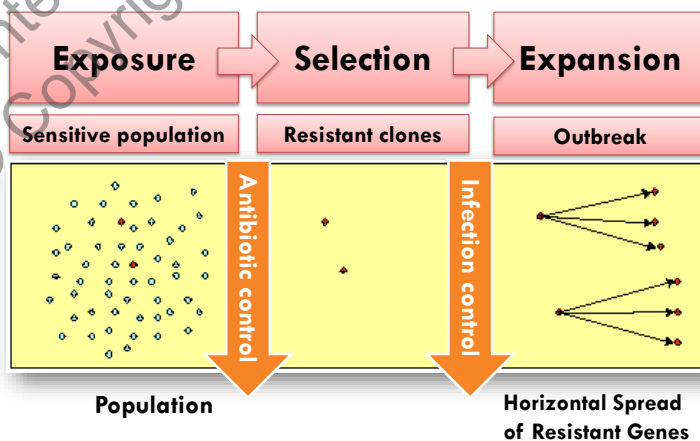 Exposure
Selection
Expansion
Sensitive population
Resistant clones
Outbreak
Antibiotic control
Infection control
Population
Horizontal Spread
of Resistant Genes